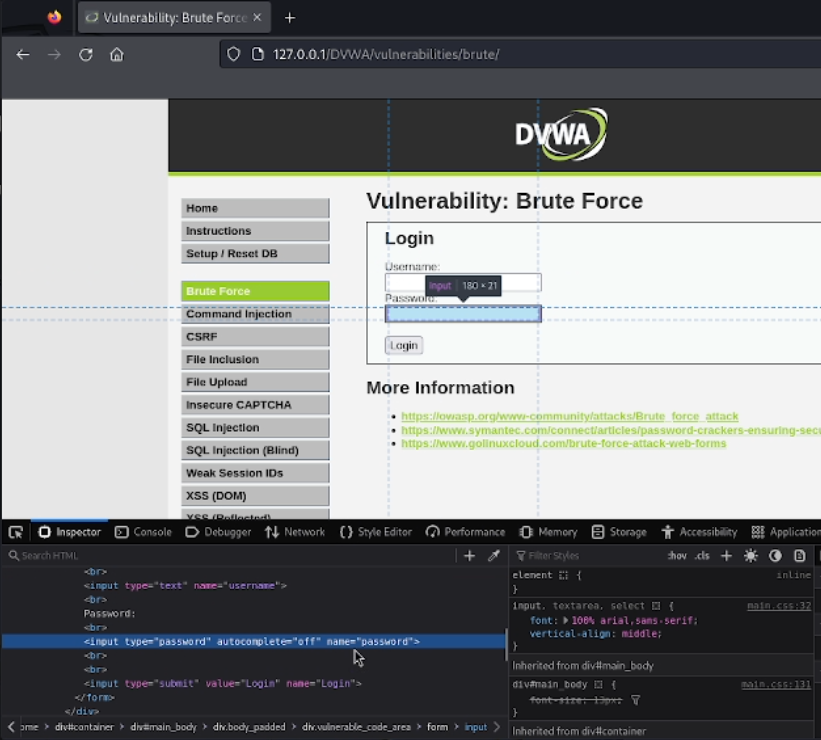 Vulnerability: Brute Force
127.0.0.1/DVWA/vulnerabilities/brute/
DVWA
Home
Instructions
Setup / Reset DB
Brute Force
Command Injection
CSRF
File Inclusion
File Upload
Insecure CAPTCHA
SQL Injection
SQL Injection (Blind)
Weak Session IDs
XSS (DOM)
XSS (Reflected)
Vulnerability: Brute Force
Login
Username:
input | 180 × 21
Password:
Login
More Information
• https://owasp.org/www-community/attacks/Brute_force_attack
• https://www.symantec.com/connect/articles/password-crackers-ensuring-secu
• https://www.golinuxcloud.com/brute-force-attack-web-forms
Inspector Console Debugger Network {} Style Editor Performance Memory Storage Accessibility Application
Search HTML
<br>
<input type="text" name="username">
<br>
Password:
<br>
<input type="password" autocomplete="off" name="password">
<br>
<br>
<input type="submit" value="Login" name="Login">
</form>
</div>
ome > div#container > div#main_body > div.body_padded > div.vulnerable_code_area > form > input
Filter Styles :hov .cls +
element { inline
}
input, textarea, select { main.css:32
font: 100% arial,sans-serif;
vertical-align: middle;
}
Inherited from div#main_body
div#main_body { main.css:131
font-size: 13px;
}
Inherited from div#container